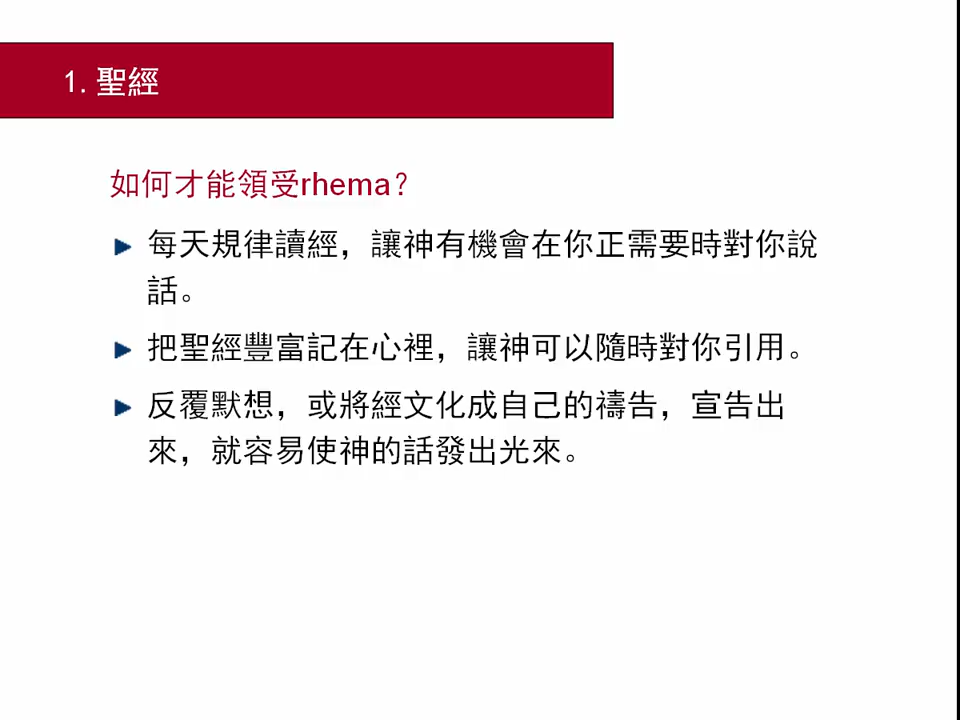 1. 聖經
如何才能領受rhema？
每天規律讀經，讓神有機會在你正需要時對你說
話。
把聖經豐富記在心裡，讓神可以隨時對你引用。
反覆默想，或將經文化成自己的禱告，宣告出
來，就容易使神的話發出光來。